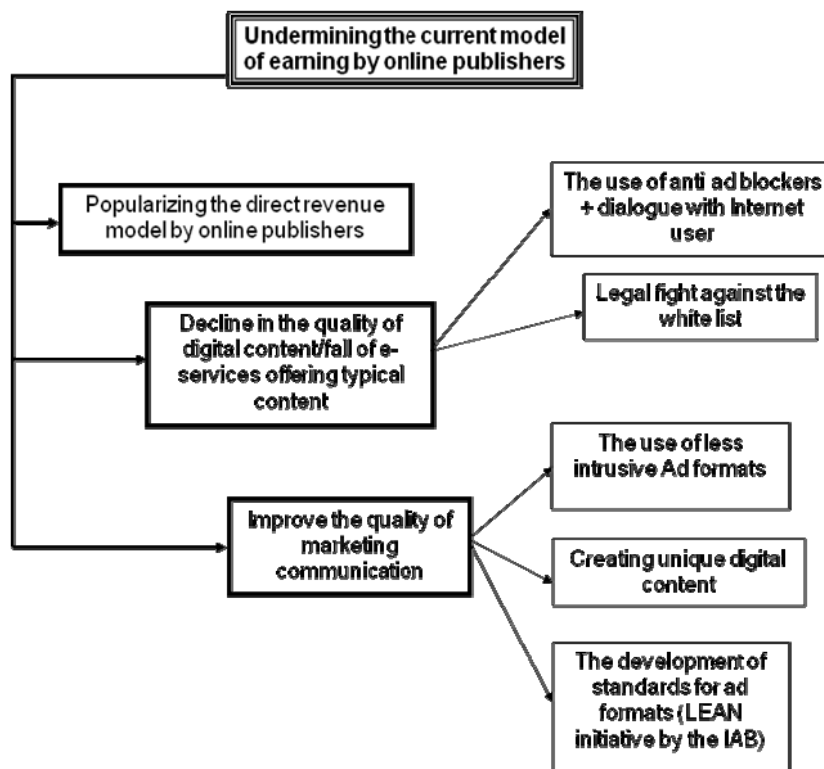 Undermining the current model
of earning by online publishers
Popularizing the direct revenue
model by online publishers
The use of anti ad blockers
+ dialogue with Internet
user
Legal fight against the
white list
Decline in the quality of
digital content/fall of e-
services offering typical
content
The use of less
intrusive Ad formats
Improve the quality of
marketing
communication
Creating unique digital
content
The development of
standards for ad
formats (LEAN
initiative by the IAB)